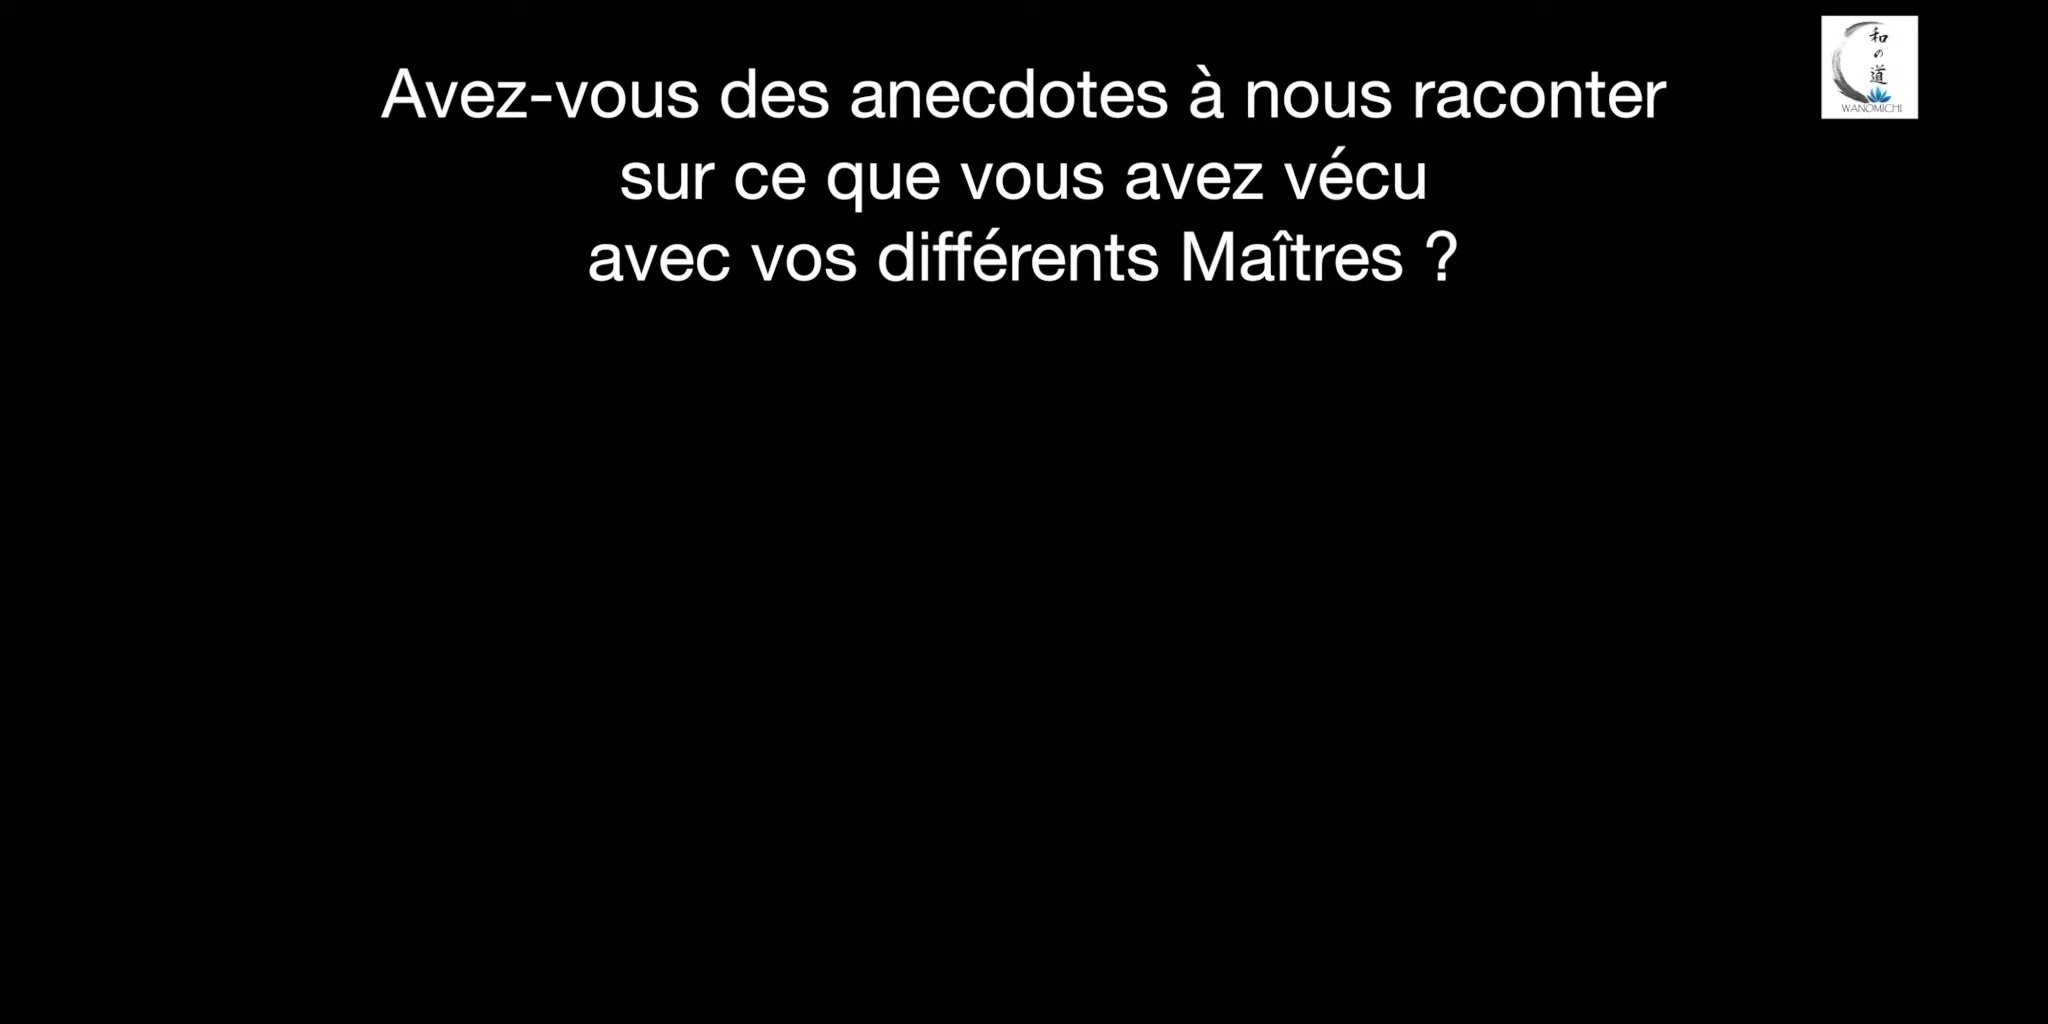 Avez-vous des anecdotes à nous raconter
sur ce que vous avez vécu
avec vos différents Maîtres ?
和
の
道
WANOMICHI